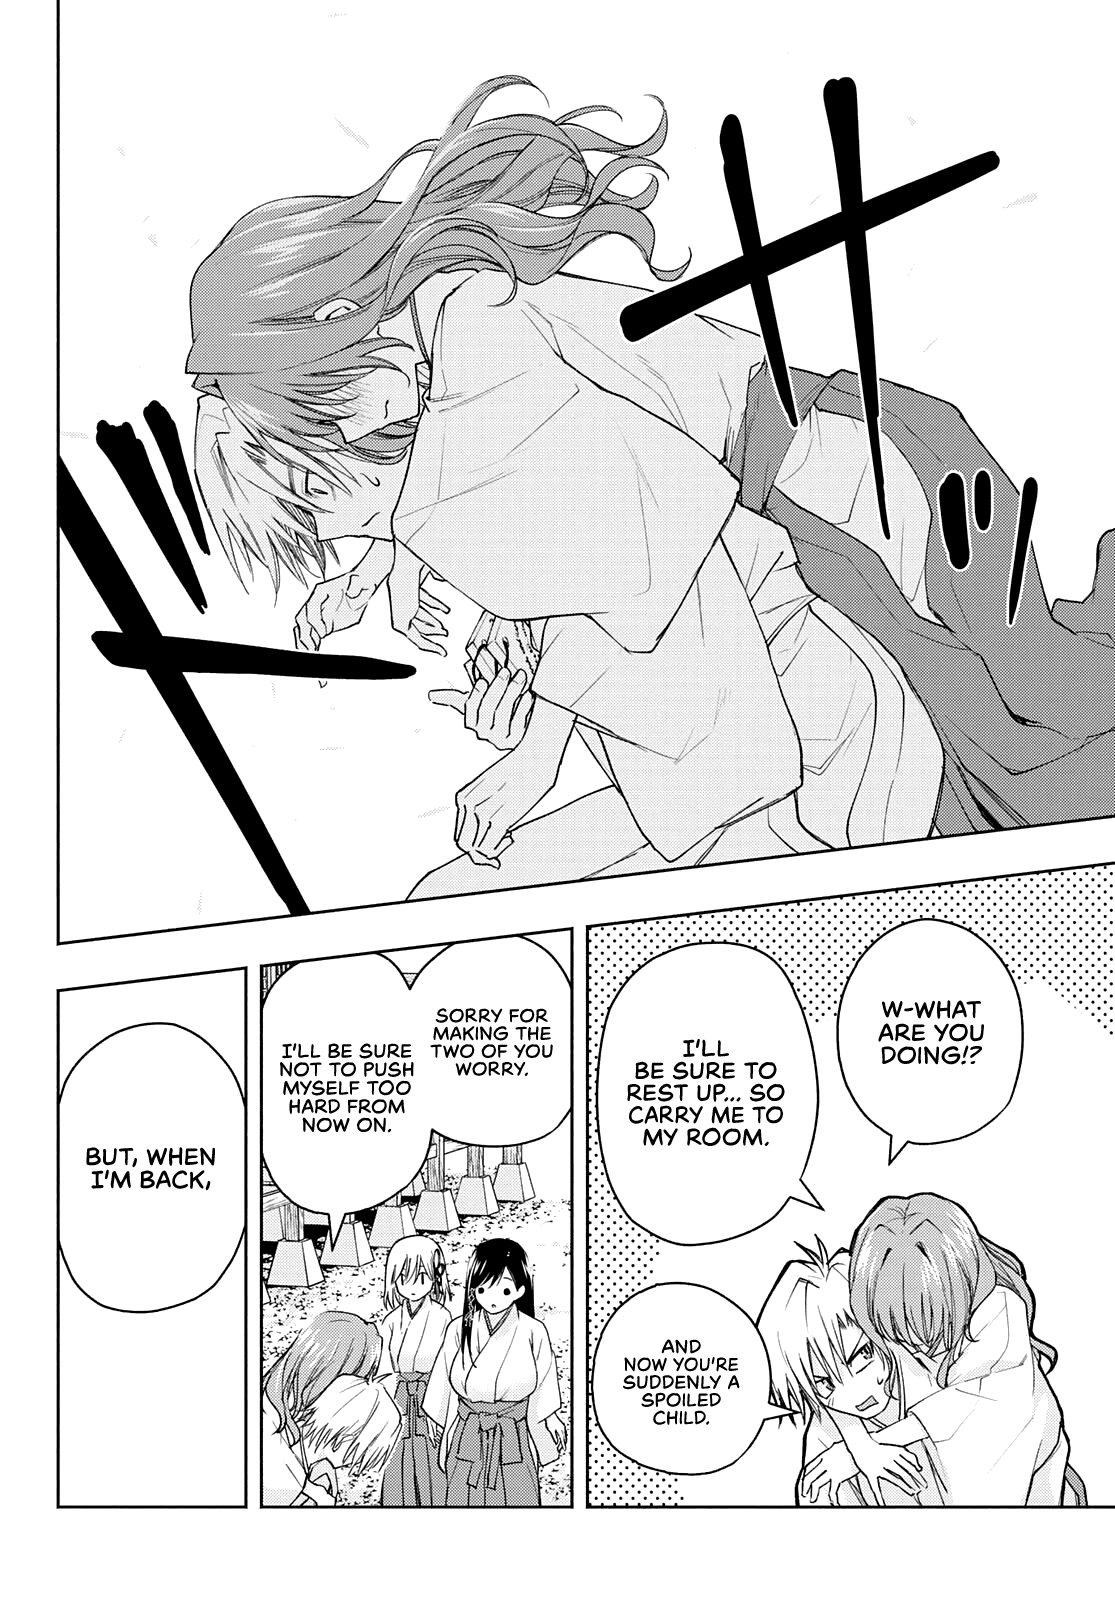 W-WHAT
ARE YOU
DOING!?
I'LL
BE SURE TO
REST UP... SO
CARRY ME TO
MY ROOM.
AND
NOW YOU'RE
SUDDENLY A
SPOILED
CHILD.
SORRY FOR
MAKING THE
TWO OF YOU
WORRY.
I'LL BE SURE
NOT TO PUSH
MYSELF TOO
HARD FROM
NOW ON.
BUT, WHEN
I'M BACK,